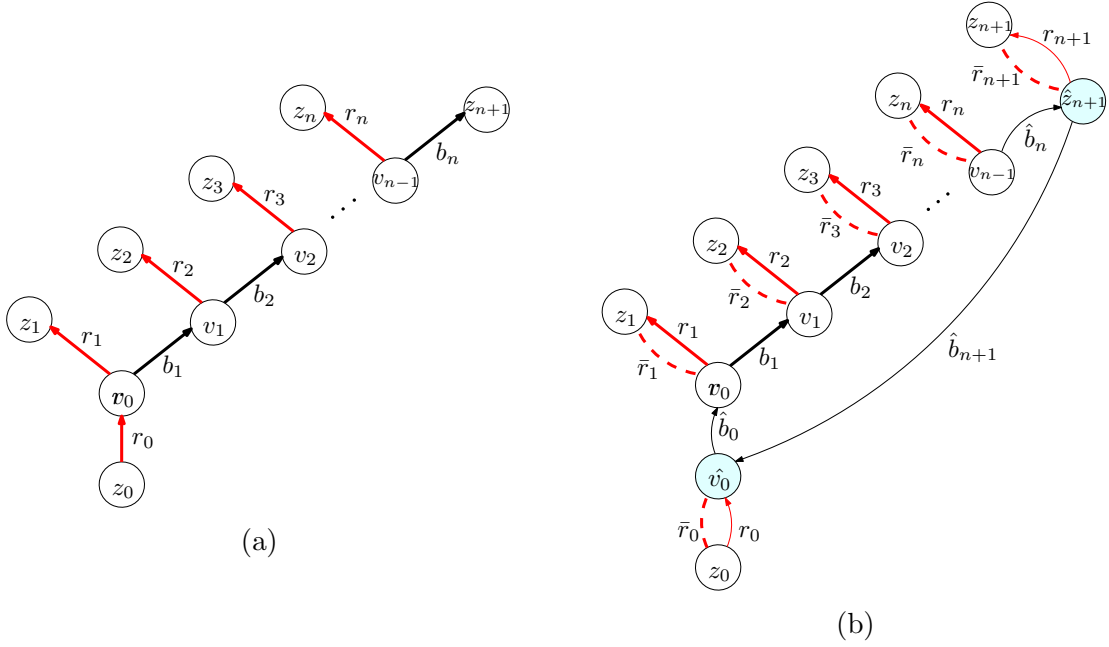 z_n
r_n
z_{n+1}
b_n
v_{n−1}
z_3
r_3
z_2
r_2
v_2
b_2
z_1
r_1
v_1
b_1
v_0
r_0
z_0
(a)
z_{n+1}
r_{n+1}
r̄_{n+1}
ẑ_{n+1}
z_n
r_n
b̂_n
r̄_n
v_{n−1}
z_3
r_3
r̄_3
v_2
z_2
r_2
b_2
r̄_2
v_1
z_1
r_1
b_1
r̄_1
b̂_{n+1}
v_0
b̂_0
v̂_0
r̄_0
r_0
z_0
(b)